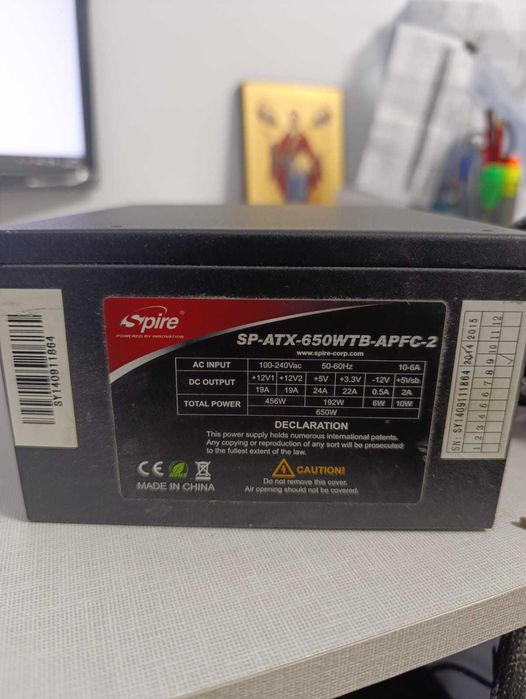 SY1409111864
Spire
POWERED BY INNOVATION
SP-ATX-650WTB-APFC-2
www.spire-corp.com
AC INPUT 100-240Vac 50-60Hz 10-6A
DC OUTPUT +12V1 +12V2 +5V +3.3V -12V +5Vsb
19A 19A 24A 22A 0.5A 2A
TOTAL POWER 456W 192W 6W 10W
650W
DECLARATION
This power supply holds numerous international patents.
Any copying or reproduction of any sort will be prosecuted
to the fullest extent of the law.
CE RoHS
MADE IN CHINA
CAUTION!
Do not remove this cover.
Air opening should not be covered.
SN: SY1409111864 2014 2015
1 2 3 4 5 6 7 8 9 10 11 12